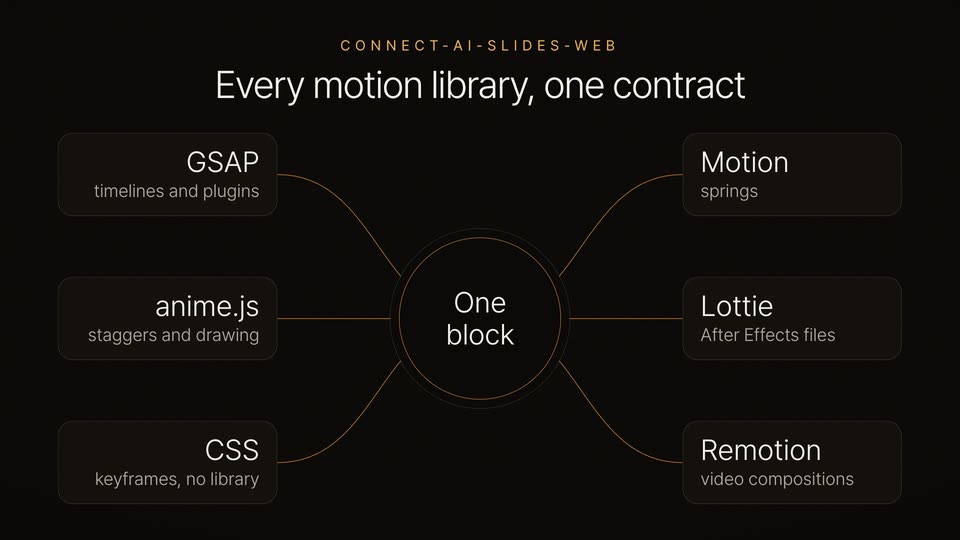 CONNECT-AI-SLIDES-WEB
Every motion library, one contract
GSAP
timelines and plugins
anime.js
staggers and drawing
CSS
keyframes, no library
One
block
Motion
springs
Lottie
After Effects files
Remotion
video compositions